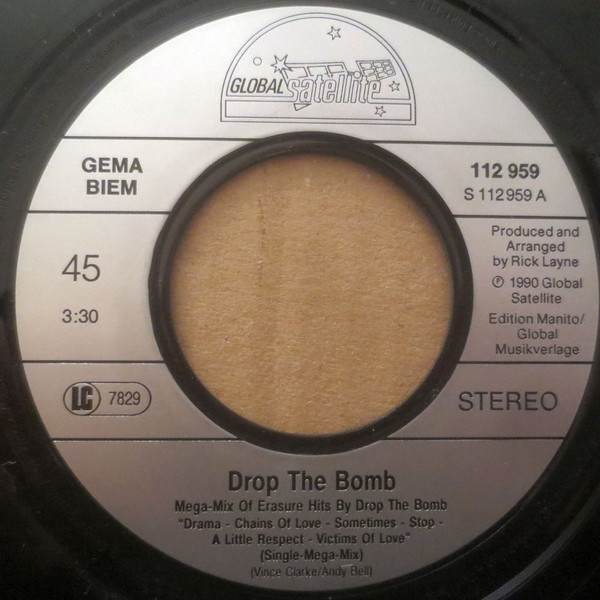 GLOBAL satellite
GEMA
BIEM
112 959
S 112959 A
45
3:30
Produced and
Arranged
by Rick Layne
℗ 1990 Global
Satellite
Edition Manito/
Global
Musikverlage
LC 7829
STEREO
Drop The Bomb
Mega-Mix Of Erasure Hits By Drop The Bomb
"Drama - Chains Of Love - Sometimes - Stop -
A Little Respect - Victims Of Love"
(Single-Mega-Mix)
(Vince Clarke/Andy Bell)